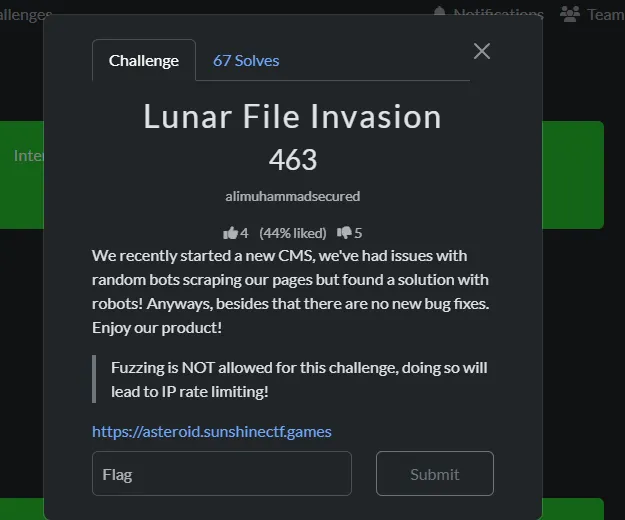 allenges
Notifications
Team
Challenge
67 Solves
Lunar File Invasion
463
alimuhammadsecured
4 (44% liked) 5
Inter
We recently started a new CMS, we've had issues with
random bots scraping our pages but found a solution with
robots! Anyways, besides that there are no new bug fixes.
Enjoy our product!
Fuzzing is NOT allowed for this challenge, doing so will
lead to IP rate limiting!
https://asteroid.sunshinectf.games
Flag
Submit